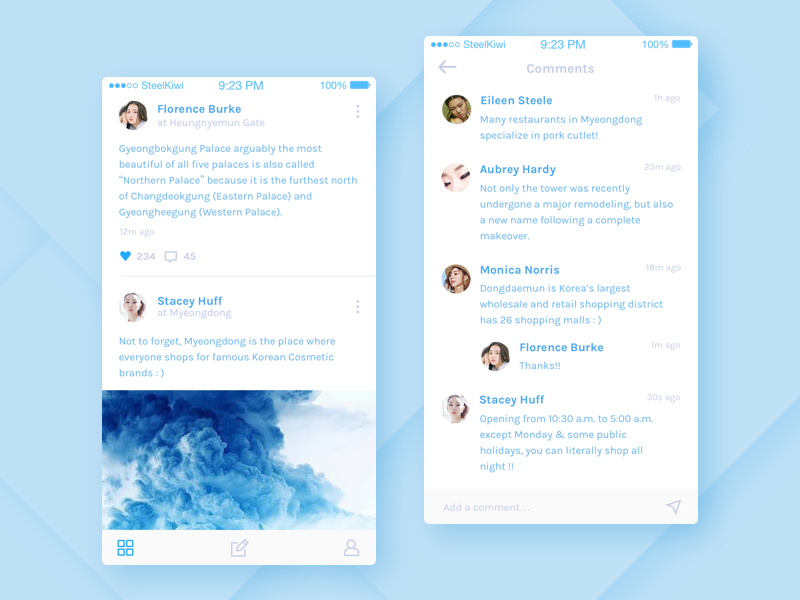 SteelKiwi 9:23 PM 100%
Florence Burke
at Heungnyemun Gate
Gyeongbokgung Palace arguably the most
beautiful of all five palaces is also called
"Northern Palace" because it is the furthest north
of Changdeokgung (Eastern Palace) and
Gyeongheegung (Western Palace).
12m ago
234 45
Stacey Huff
at Myeongdong
Not to forget, Myeongdong is the place where
everyone shops for famous Korean Cosmetic
brands : )
SteelKiwi 9:23 PM 100%
Comments
Eileen Steele 1h ago
Many restaurants in Myeongdong
specialize in pork cutlet!
Aubrey Hardy 23m ago
Not only the tower was recently
undergone a major remodeling, but also
a new name following a complete
makeover.
Monica Norris 18m ago
Dongdaemun is Korea's largest
wholesale and retail shopping district
has 26 shopping malls : )
Florence Burke 1m ago
Thanks!!
Stacey Huff 30s ago
Opening from 10:30 a.m. to 5:00 a.m.
except Monday & some public
holidays, you can literally shop all
night !!
Add a comment...